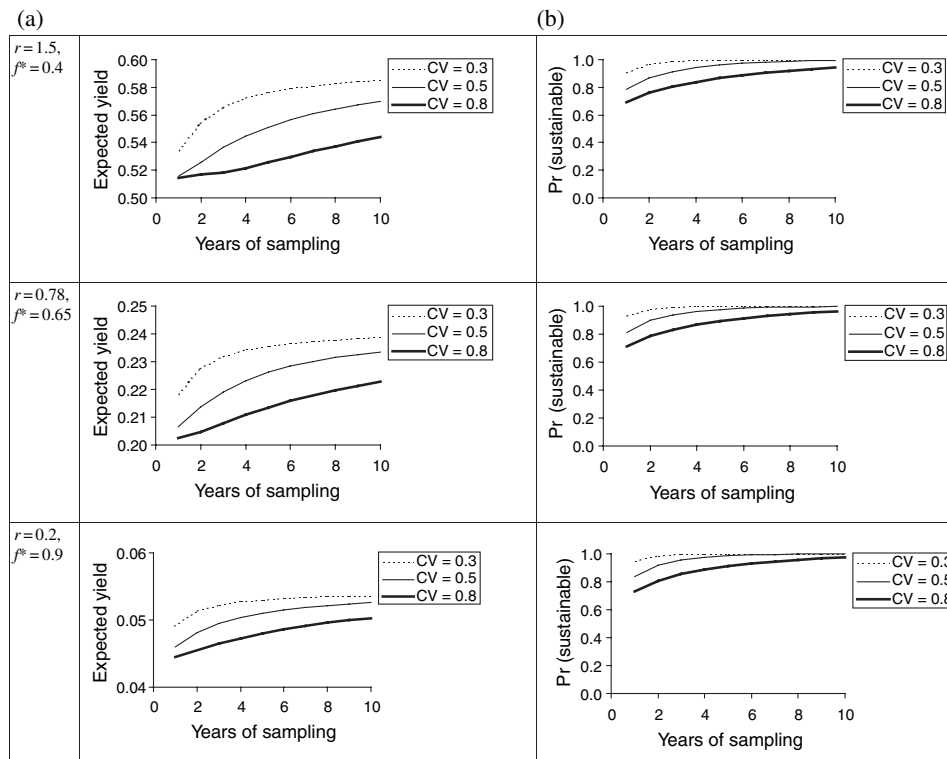 (a) (b)
r = 1.5,
f* = 0.4
Expected yield
0.60
0.58
0.56
0.54
0.52
0.50
0 2 4 6 8 10
Years of sampling
CV = 0.3
CV = 0.5
CV = 0.8
Pr (sustainable)
1.0
0.8
0.6
0.4
0.2
0.0
0 2 4 6 8 10
Years of sampling
CV = 0.3
CV = 0.5
CV = 0.8
r = 0.78,
f* = 0.65
Expected yield
0.25
0.24
0.23
0.22
0.21
0.20
0 2 4 6 8 10
Years of sampling
CV = 0.3
CV = 0.5
CV = 0.8
Pr (sustainable)
1.0
0.8
0.6
0.4
0.2
0.0
0 2 4 6 8 10
Years of sampling
CV = 0.3
CV = 0.5
CV = 0.8
r = 0.2,
f* = 0.9
Expected yield
0.06
0.05
0.04
0 2 4 6 8 10
Years of sampling
CV = 0.3
CV = 0.5
CV = 0.8
Pr (sustainable)
1.0
0.8
0.6
0.4
0.2
0.0
0 2 4 6 8 10
Years of sampling
CV = 0.3
CV = 0.5
CV = 0.8